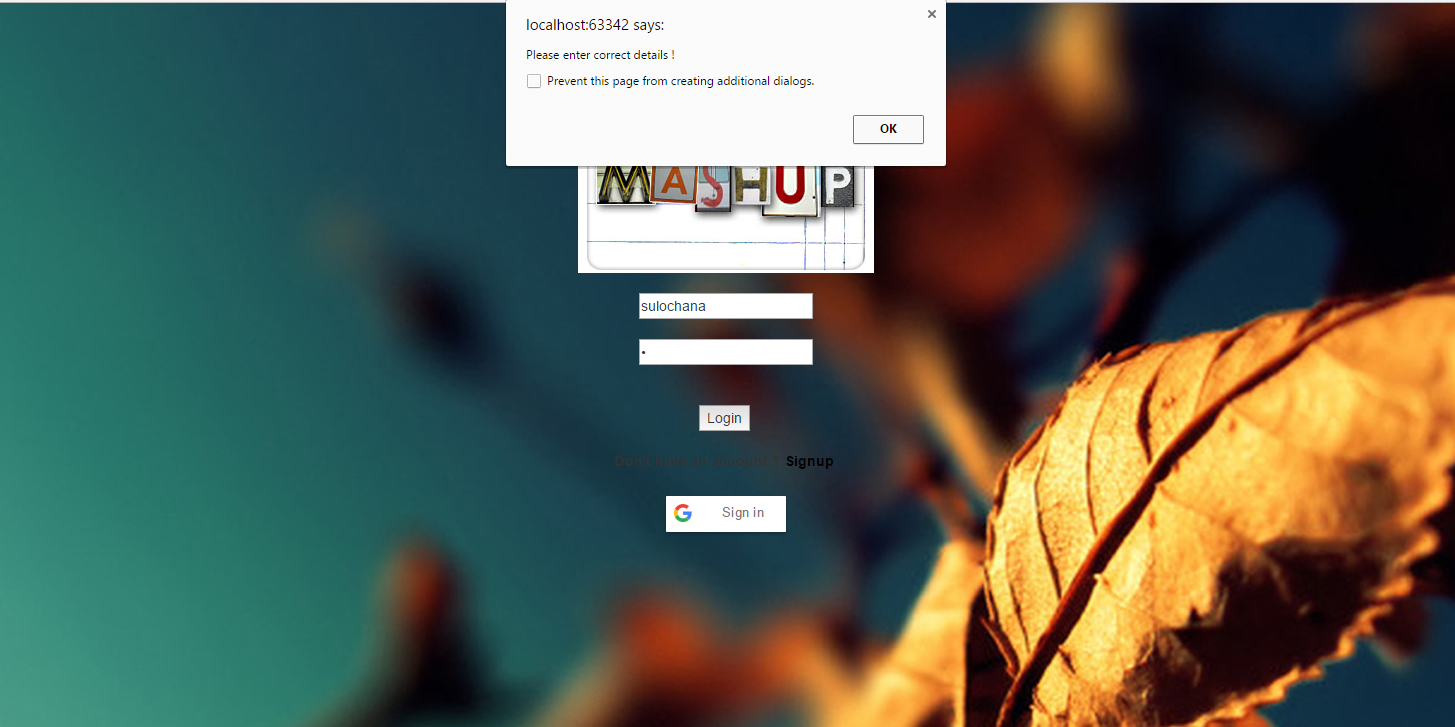 localhost:63342 says:
Please enter correct details !
Prevent this page from creating additional dialogs.
OK
MASHUP
sulochana
Login
Don't have an account ? Signup
Sign in